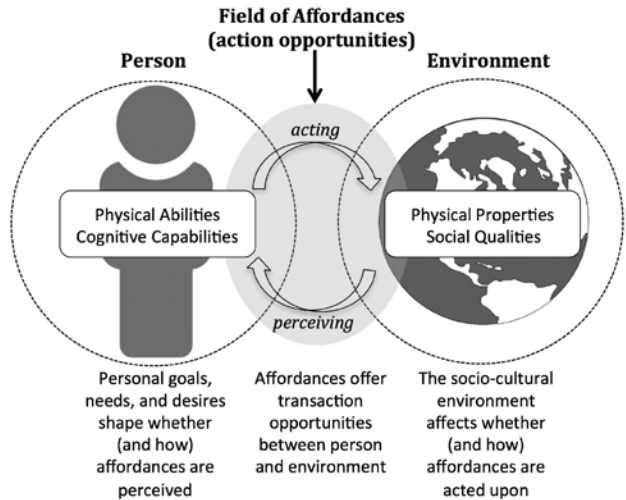 Field of Affordances
(action opportunities)
Person
Environment
acting
Physical Abilities
Cognitive Capabilities
Physical Properties
Social Qualities
perceiving
Personal goals,
needs, and desires
shape whether
(and how)
affordances are
perceived
Affordances offer
transaction
opportunities
between person
and environment
The socio-cultural
environment
affects whether
(and how)
affordances are
acted upon